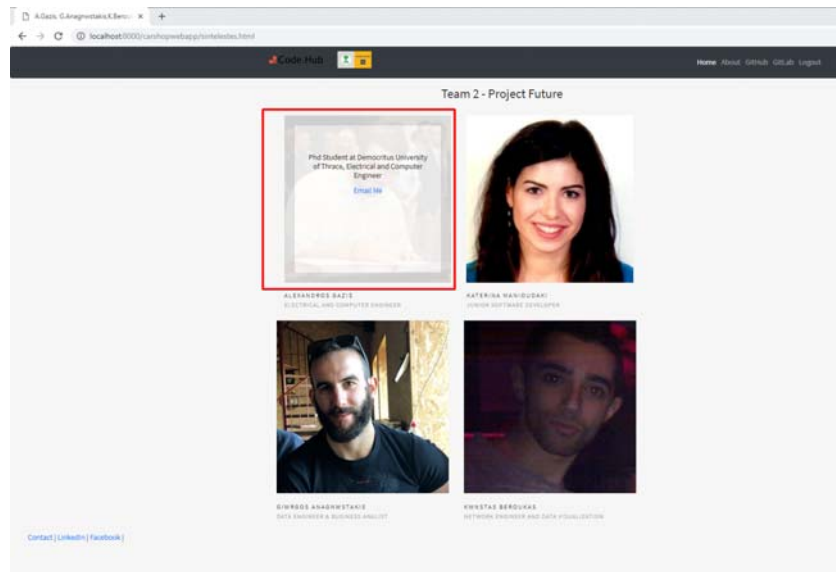 A.Gazis, G.Anagnwstakis,K.Berou
localhost:8000/carshopwebapp/sintelestes.html
Code.Hub
Home About GitHub GitLab Logout
Team 2 - Project Future
Phd Student at Democritus University
of Thrace, Electrical and Computer
Engineer
Email Me
ALEXANDROS GAZIS
ELECTRICAL AND COMPUTER ENGINEER
KATERINA MANIOUDAKI
JUNIOR SOFTWARE DEVELOPER
GIWRGOS ANAGNWSTAKIS
DATA ENGINEER & BUSINESS ANALIST
KWNSTAS BEROUKAS
NETWORK ENGINEER AND DATA VISUALIZATION
Contact | LinkedIn | Facebook |